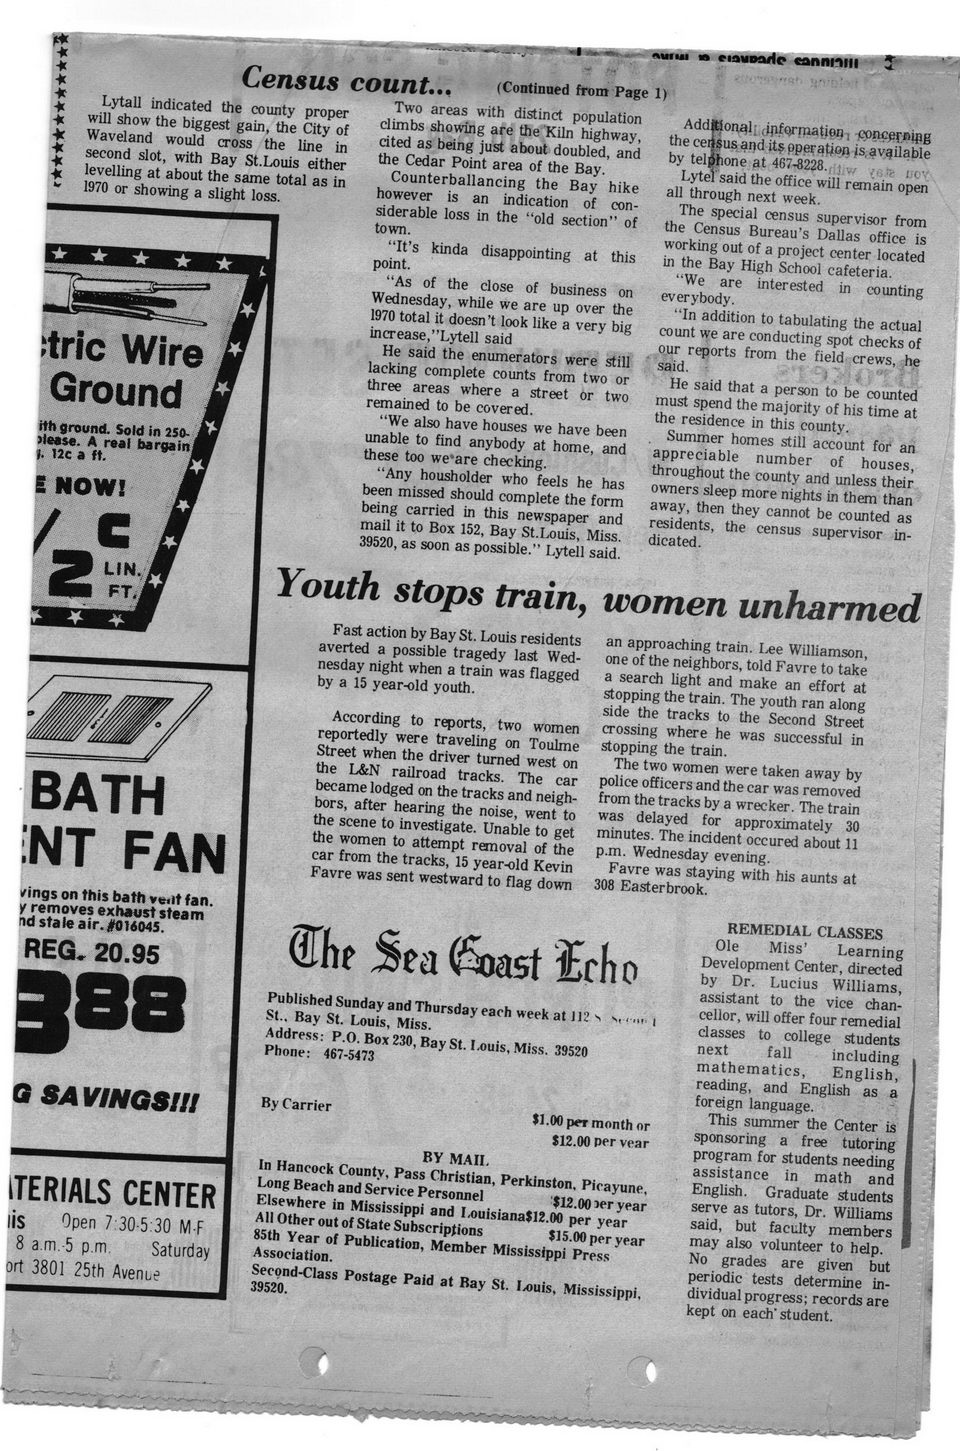 Census count...
(Continued from Page 1)
Lytall indicated the county proper
will show the biggest gain, the City of
Waveland would cross the line in
second slot, with Bay St.Louis either
levelling at about the same total as in
1970 or showing a slight loss.
Two areas with distinct population
climbs showing are the Kiln highway,
cited as being just about doubled, and
the Cedar Point area of the Bay.
Counterballancing the Bay hike
however is an indication of con-
siderable loss in the "old section" of
town.
"It's kinda disappointing at this
point.
"As of the close of business on
Wednesday, while we are up over the
1970 total it doesn't look like a very big
increase,"Lytell said
He said the enumerators were still
lacking complete counts from two or
three areas where a street or two
remained to be covered.
"We also have houses we have been
unable to find anybody at home, and
these too we are checking.
"Any housholder who feels he has
been missed should complete the form
being carried in this newspaper and
mail it to Box 152, Bay St.Louis, Miss.
39520, as soon as possible." Lytell said.
Additional information concerning
the census and its operation is available
by telphone at 467-8228.
Lytel said the office will remain open
all through next week.
The special census supervisor from
the Census Bureau's Dallas office is
working out of a project center located
in the Bay High School cafeteria.
"We are interested in counting
everybody.
"In addition to tabulating the actual
count we are conducting spot checks of
our reports from the field crews, he
said.
He said that a person to be counted
must spend the majority of his time at
the residence in this county.
Summer homes still account for an
appreciable number of houses,
throughout the county and unless their
owners sleep more nights in them than
away, then they cannot be counted as
residents, the census supervisor in-
dicated.
ctric Wire
Ground
ith ground. Sold in 250-
please. A real bargain
12c a ft.
E NOW!
/2 C
LIN.
FT.
BATH
ENT FAN
vings on this bath vent fan.
y removes exhaust steam
nd stale air. #016045.
REG. 20.95
388
G SAVINGS!!!
TERIALS CENTER
is Open 7:30-5:30 M-F
8 a.m.-5 p.m. Saturday
ort 3801 25th Avenue
Youth stops train, women unharmed
Fast action by Bay St. Louis residents
averted a possible tragedy last Wed-
nesday night when a train was flagged
by a 15 year-old youth.
According to reports, two women
reportedly were traveling on Toulme
Street when the driver turned west on
the L&N railroad tracks. The car
became lodged on the tracks and neigh-
bors, after hearing the noise, went to
the scene to investigate. Unable to get
the women to attempt removal of the
car from the tracks, 15 year-old Kevin
Favre was sent westward to flag down
an approaching train. Lee Williamson,
one of the neighbors, told Favre to take
a search light and make an effort at
stopping the train. The youth ran along
side the tracks to the Second Street
crossing where he was successful in
stopping the train.
The two women were taken away by
police officers and the car was removed
from the tracks by a wrecker. The train
was delayed for approximately 30
minutes. The incident occured about 11
p.m. Wednesday evening.
Favre was staying with his aunts at
308 Easterbrook.
The Sea Coast Echo
Published Sunday and Thursday each week at 112 S. Second
St., Bay St. Louis, Miss.
Address: P.O. Box 230, Bay St. Louis, Miss. 39520
Phone: 467-5473
By Carrier
$1.00 per month or
$12.00 per year
BY MAIL
In Hancock County, Pass Christian, Perkinston, Picayune,
Long Beach and Service Personnel $12.00 per year
Elsewhere in Mississippi and Louisiana$12.00 per year
All Other out of State Subscriptions $15.00 per year
85th Year of Publication, Member Mississippi Press
Association.
Second-Class Postage Paid at Bay St. Louis, Mississippi,
39520.
REMEDIAL CLASSES
Ole Miss' Learning
Development Center, directed
by Dr. Lucius Williams,
assistant to the vice chan-
cellor, will offer four remedial
classes to college students
next fall including
mathematics, English,
reading, and English as a
foreign language.
This summer the Center is
sponsoring a free tutoring
program for students needing
assistance in math and
English. Graduate students
serve as tutors, Dr. Williams
said, but faculty members
may also volunteer to help.
No grades are given but
periodic tests determine in-
dividual progress; records are
kept on each student.